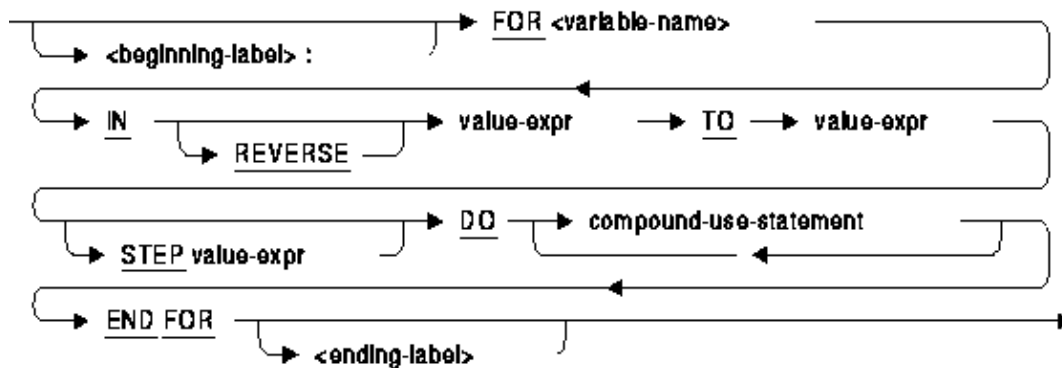 FOR <variable-name>
<beginning-label> :
IN value-expr TO value-expr
REVERSE
DO compound-use-statement
STEP value-expr
END FOR
<ending-label>